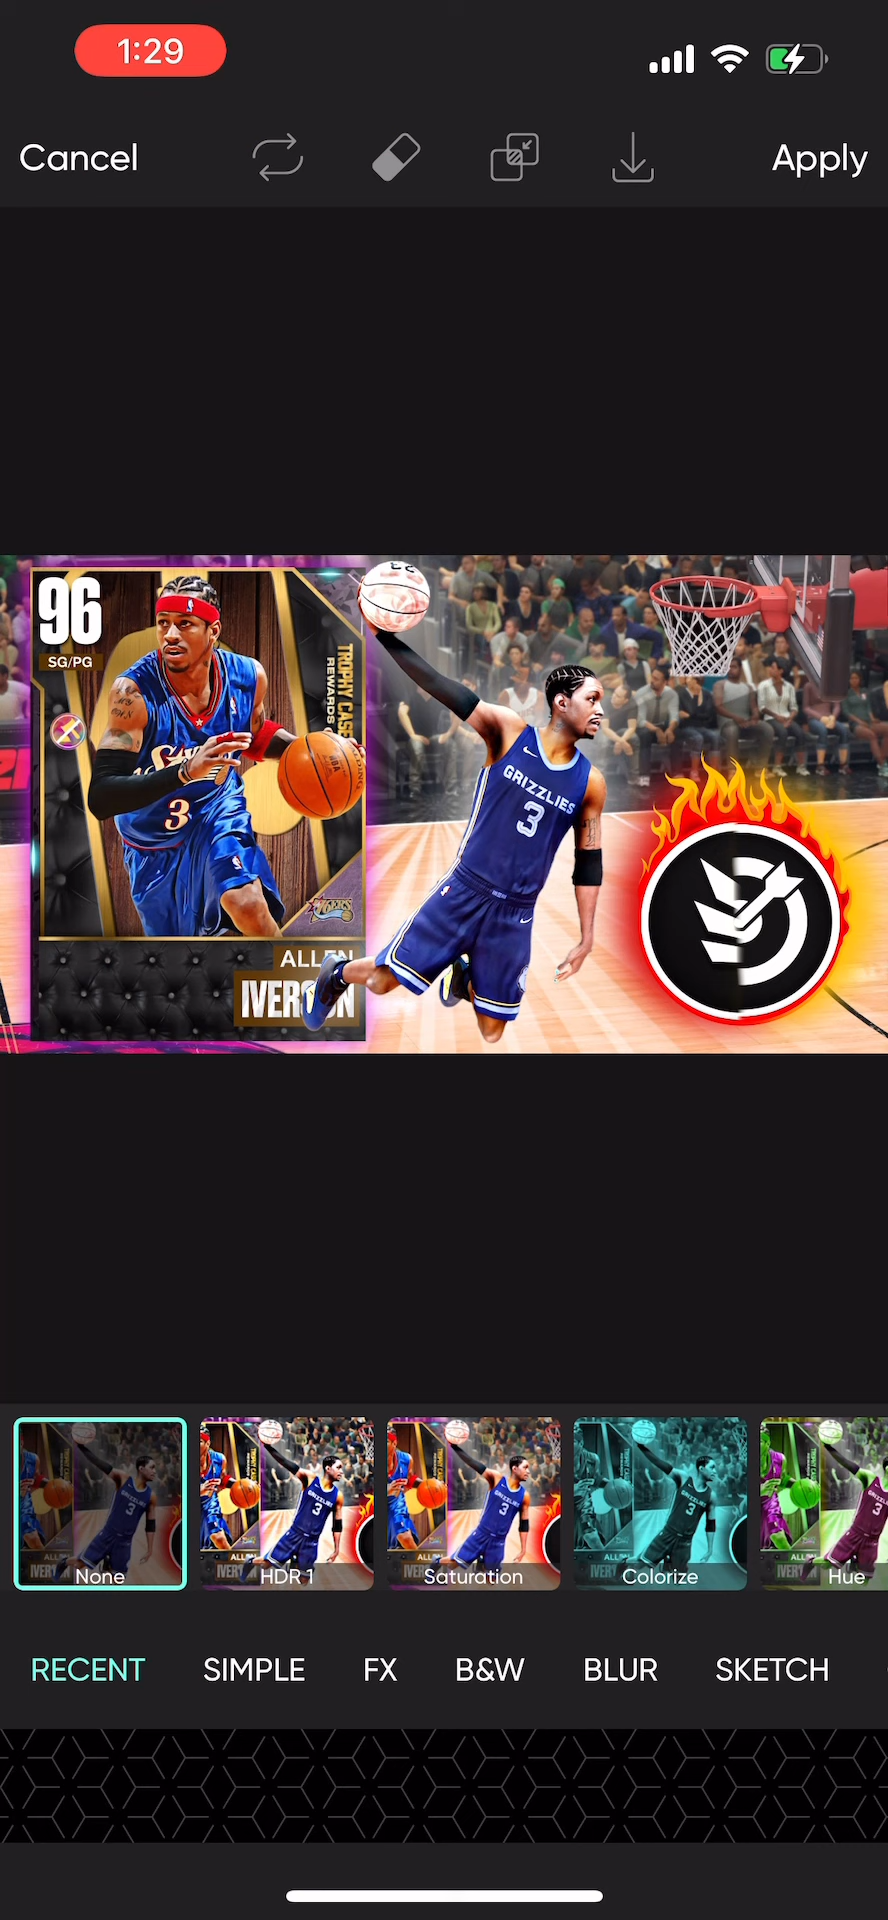 1:29
Cancel
Apply
96
SG/PG
TROPHY CASE
REWARDS
3
ALLEN
IVERSON
GRIZZLIES
3
None
HDR 1
Saturation
Colorize
Hue
RECENT
SIMPLE
FX
B&W
BLUR
SKETCH